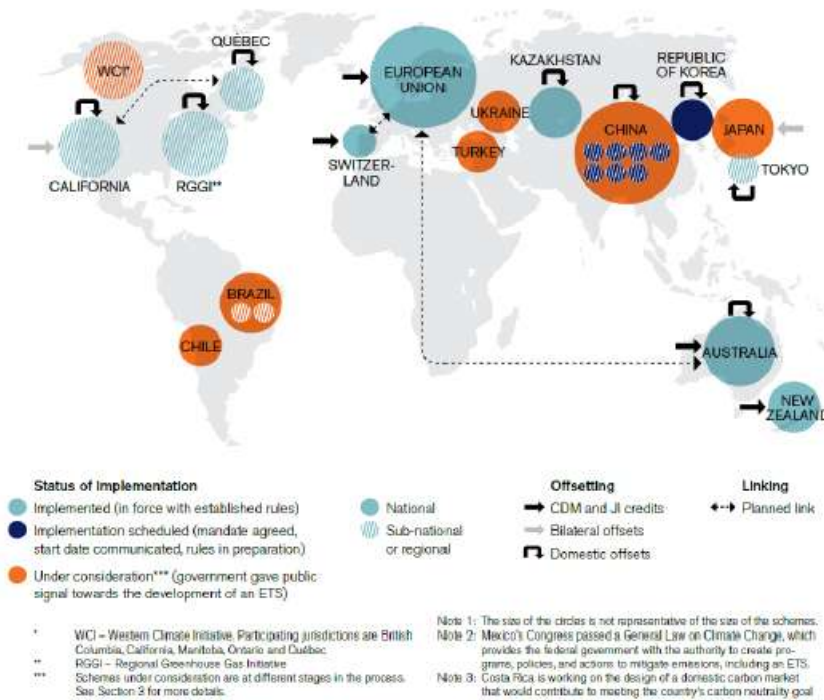 QUÉBEC
WCI*
CALIFORNIA
RGGI**
EUROPEAN
UNION
KAZAKHSTAN
REPUBLIC
OF KOREA
UKRAINE
CHINA
JAPAN
TURKEY
SWITZER-
LAND
TOKYO
BRAZIL
CHILE
AUSTRALIA
NEW
ZEALAND
Status of Implementation
Implemented (in force with established rules)
Implementation scheduled (mandate agreed,
start date communicated, rules in preparation)
Under consideration*** (government gave public
signal towards the development of an ETS)
National
Sub-national
or regional
Offsetting
CDM and JI credits
Bilateral offsets
Domestic offsets
Linking
Planned link
* WCI – Western Climate Initiative. Participating jurisdictions are British
Columbia, California, Manitoba, Ontario and Québec
** RGGI – Regional Greenhouse Gas Initiative
*** Schemes under consideration are at different stages in the process.
See Section 3 for more details.
Note 1: The size of the circles is not representative of the size of the schemes.
Note 2: Mexico's Congress passed a General Law on Climate Change, which
provides the federal government with the authority to create pro-
grams, policies, and actions to mitigate emissions, including an ETS.
Note 3: Costa Rica is working on the design of a domestic carbon market
that would contribute to meeting the country's carbon neutrality goal